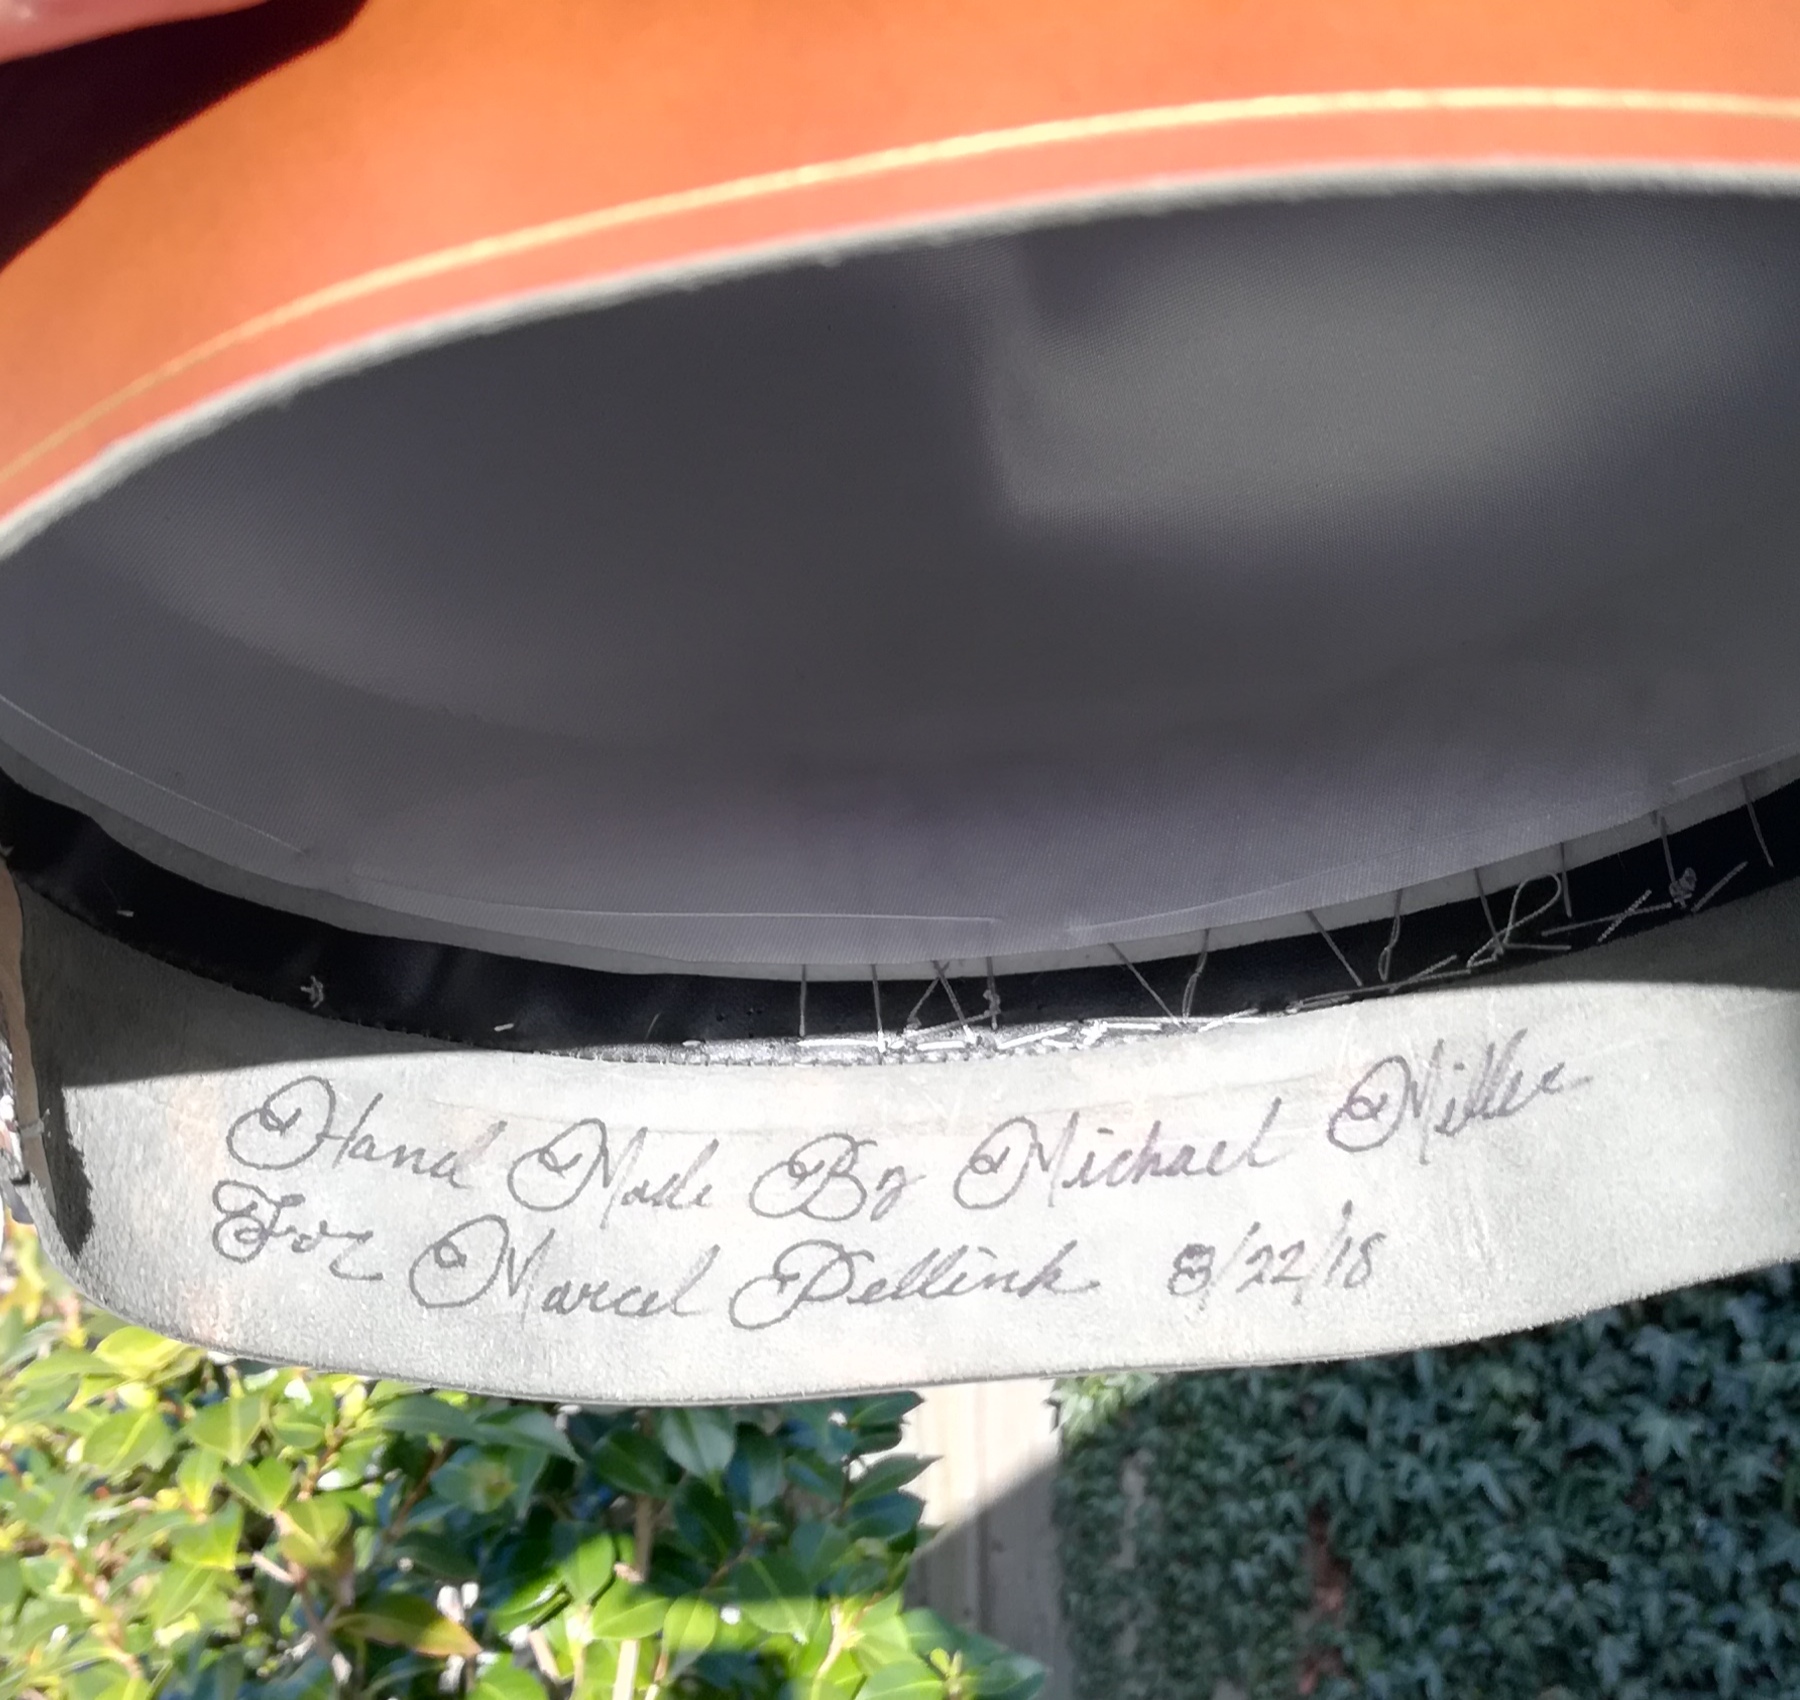 Hand Made By Michael Miller
For Marcel Pellink 8/22/18